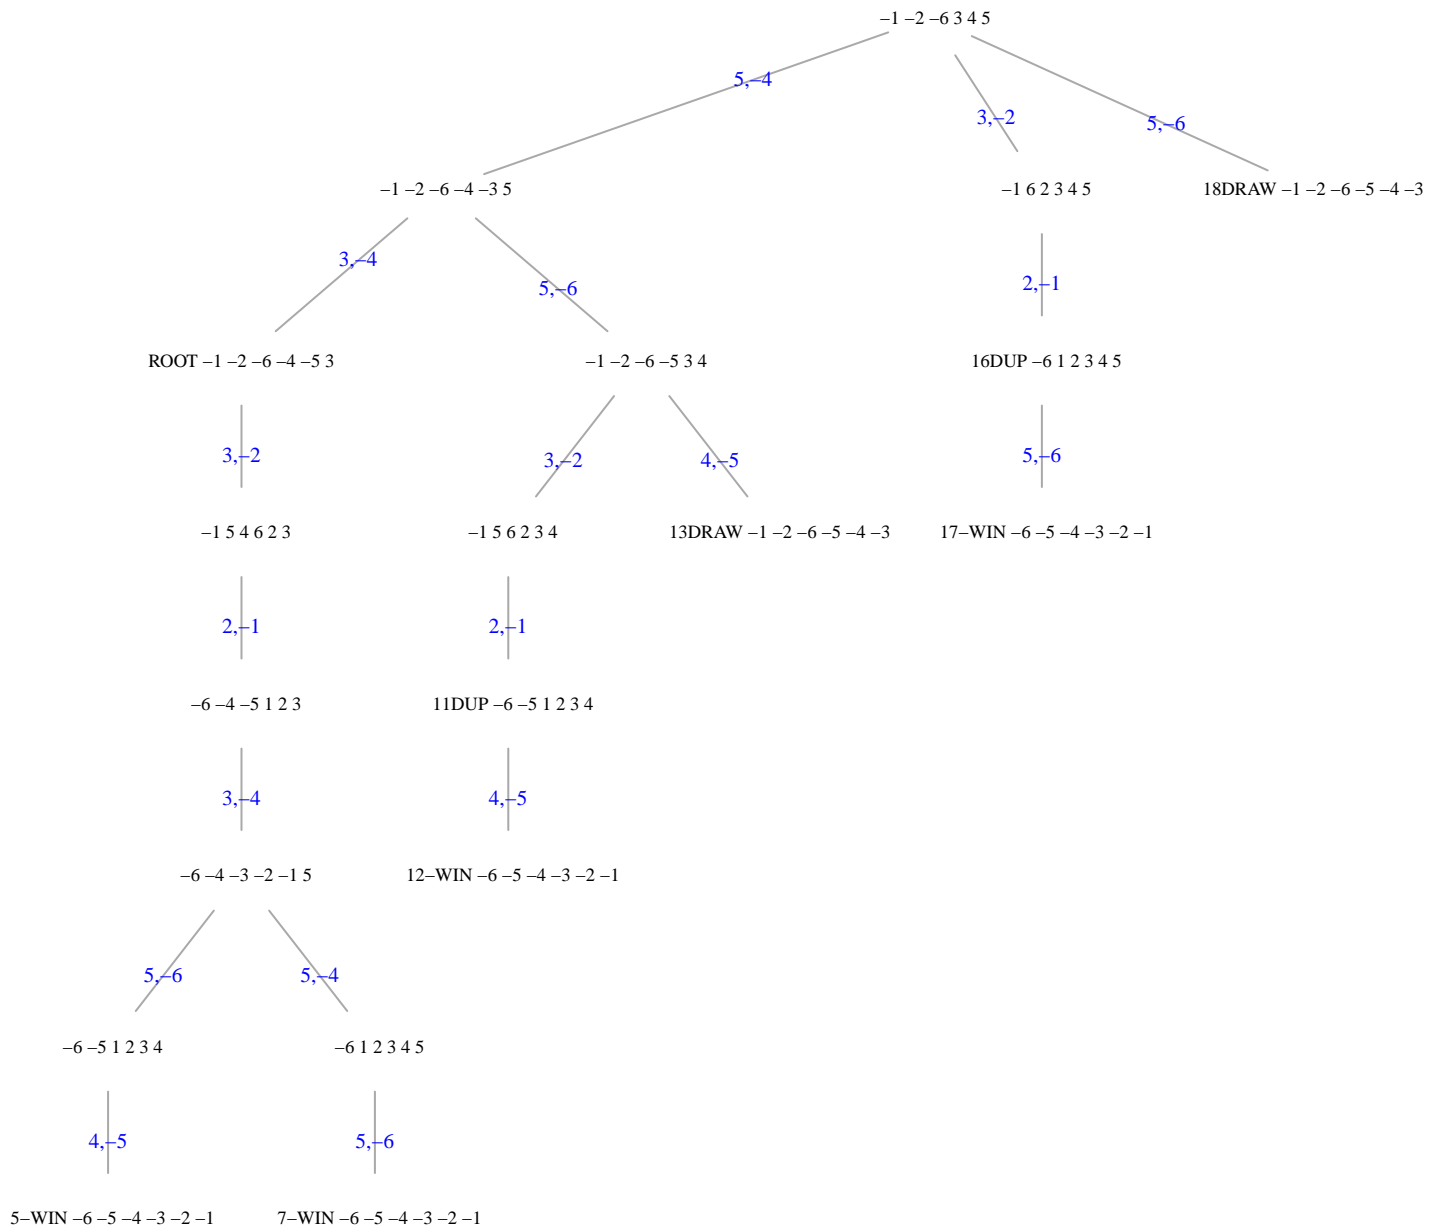 –1 –2 –6 3 4 5
5,–4
3,–2
5,–6
–1 –2 –6 –4 –3 5
–1 6 2 3 4 5
18DRAW –1 –2 –6 –5 –4 –3
3,–4
5,–6
2,–1
ROOT –1 –2 –6 –4 –5 3
–1 –2 –6 –5 3 4
16DUP –6 1 2 3 4 5
3,–2
3,–2
4,–5
5,–6
–1 5 4 6 2 3
–1 5 6 2 3 4
13DRAW –1 –2 –6 –5 –4 –3
17–WIN –6 –5 –4 –3 –2 –1
2,–1
2,–1
–6 –4 –5 1 2 3
11DUP –6 –5 1 2 3 4
3,–4
4,–5
–6 –4 –3 –2 –1 5
12–WIN –6 –5 –4 –3 –2 –1
5,–6
5,–4
–6 –5 1 2 3 4
–6 1 2 3 4 5
4,–5
5,–6
5–WIN –6 –5 –4 –3 –2 –1
7–WIN –6 –5 –4 –3 –2 –1